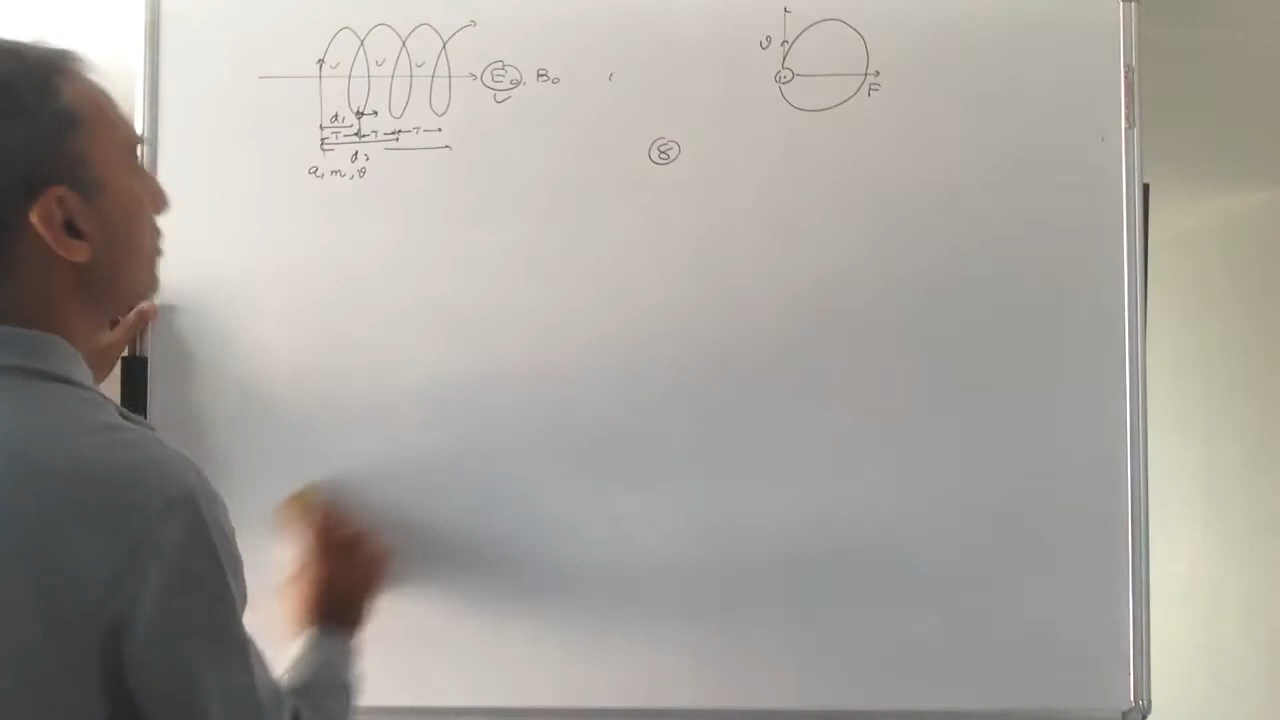 E₀, B₀
d₁
T T T
d₂
q, m, v
v
F
8